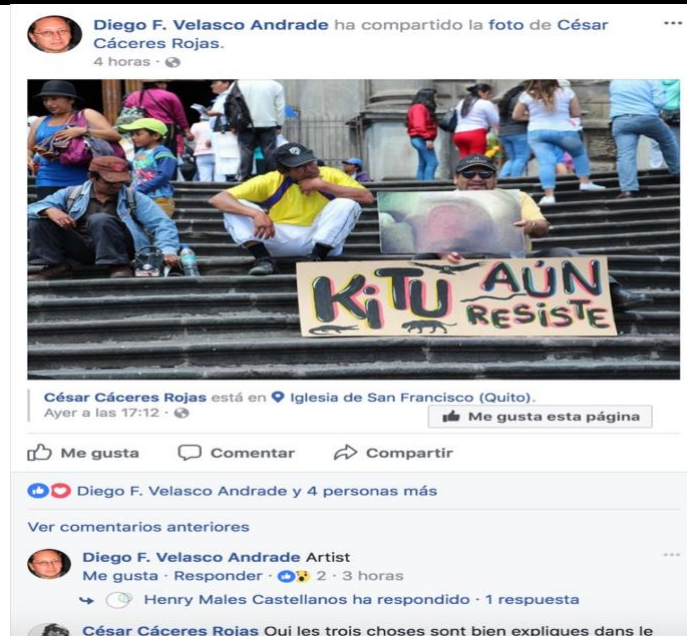 Diego F. Velasco Andrade ha compartido la foto de César
Cáceres Rojas.
4 horas ·
KiTU AÚN
RESISTE
César Cáceres Rojas está en Iglesia de San Francisco (Quito).
Ayer a las 17:12 ·
Me gusta esta página
Me gusta Comentar Compartir
Diego F. Velasco Andrade y 4 personas más
Ver comentarios anteriores
Diego F. Velasco Andrade Artist
Me gusta · Responder · 2 · 3 horas
Henry Males Castellanos ha respondido · 1 respuesta
César Cáceres Rojas Oui les trois choses sont bien expliques dans le